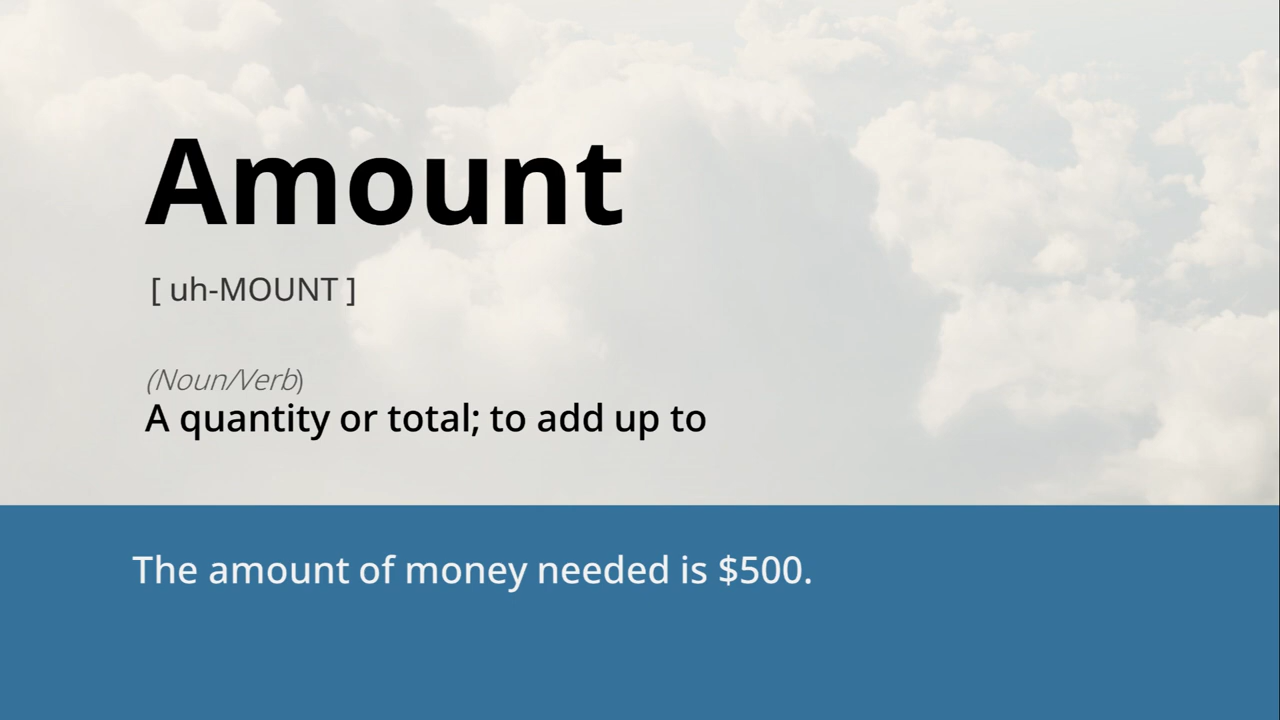 Amount
[ uh-MOUNT ]
(Noun/Verb)
A quantity or total; to add up to
The amount of money needed is $500.